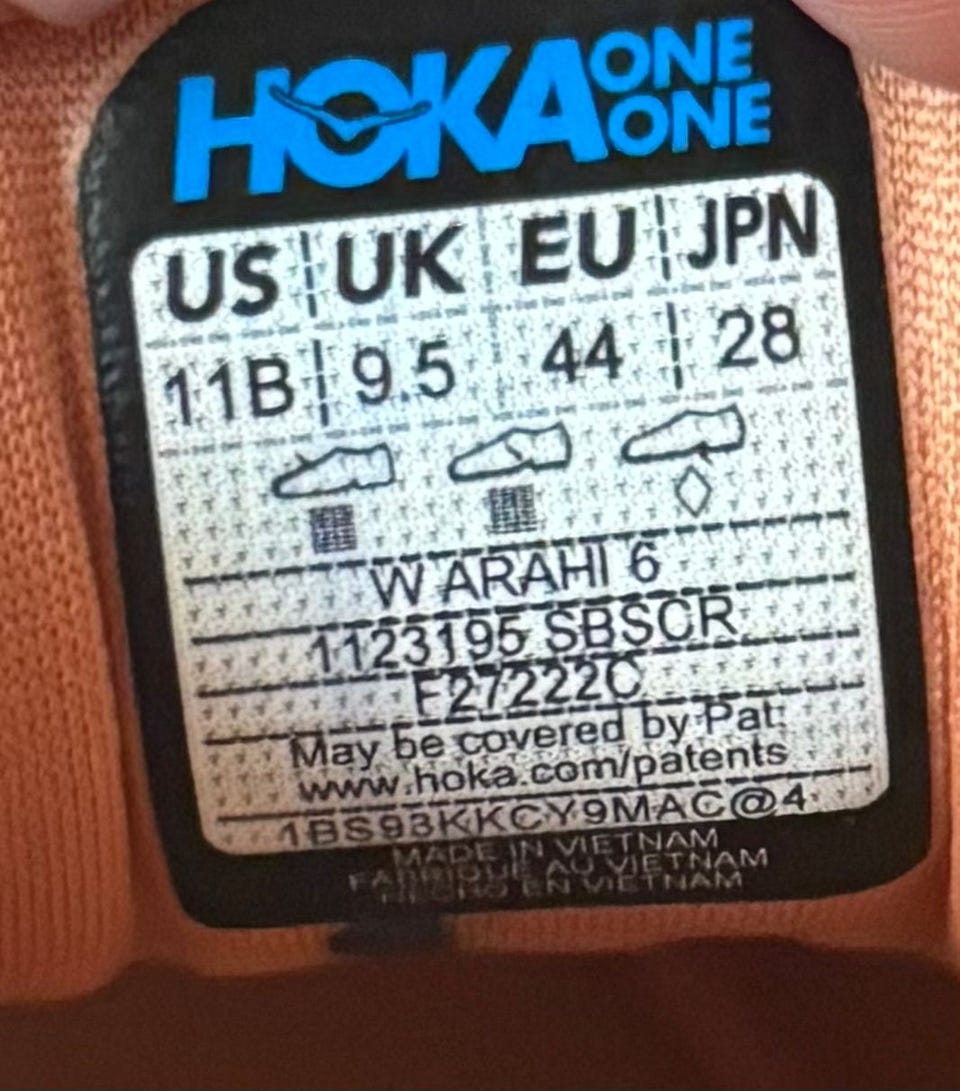 HOKA ONE ONE
US UK EU JPN
11B 9.5 44 28
W ARAHI 6
1123195 SBSCR
F27222C
May be covered by Pat:
www.hoka.com/patents
1BS93KKCY9MAC@4
MADE IN VIETNAM
FABRIQUE AU VIETNAM
HECHO EN VIETNAM